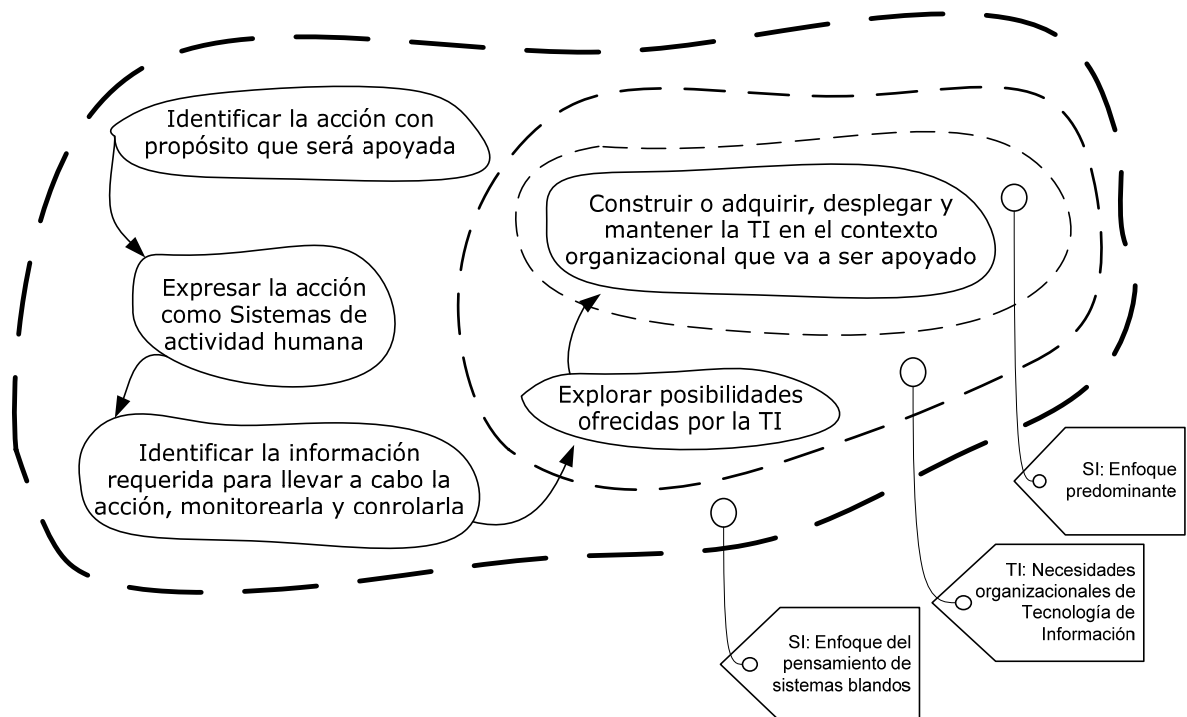 Identificar la acción con
propósito que será apoyada
Expresar la acción
como Sistemas de
actividad humana
Identificar la información
requerida para llevar a cabo la
acción, monitorearla y conrolarla
Explorar posibilidades
ofrecidas por la TI
Construir o adquirir, desplegar y
mantener la TI en el contexto
organizacional que va a ser apoyado
SI: Enfoque
predominante
TI: Necesidades
organizacionales de
Tecnología de
Información
SI: Enfoque del
pensamiento de
sistemas blandos